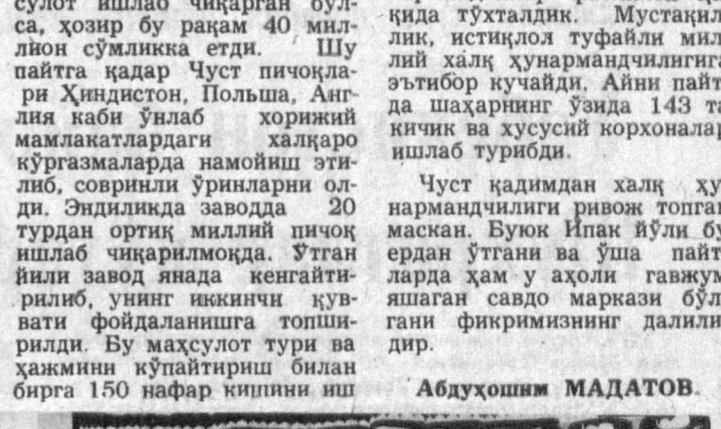 сулот ишлаб чиқарган бўл-
са, ҳозир бу рақам 40 мил-
лион сўмликка етди. Шу
пайтга қадар Чуст пичоқла-
ри Ҳиндистон, Польша, Анг-
лия каби ўнлаб хорижий
мамлакатлардаги халқаро
кўргазмаларда намойиш эти-
либ, совринли ўринларни ол-
ди. Эндиликда заводда 20
турдан ортиқ миллий пичоқ
ишлаб чиқарилмоқда. Ўтган
йили завод янада кенгайти-
рилиб, унинг иккинчи қув-
вати фойдаланишга топши-
рилди. Бу маҳсулот тури ва
ҳажмини кўпайтириш билан
бирга 150 нафар кишини иш
қида тўхталдик. Мустақил
лик, истиқлол туфайли мил
лий халқ ҳунармандчилигига
эътибор кучайди. Айни пайт
да шаҳарнинг ўзида 143 та
кичик ва хусусий корхоналар
ишлаб турибди.
Чуст қадимдан халқ ҳу
нармандчилиги ривож топган
маскан. Буюк Ипак йўли бу
ердан ўтгани ва ўша пайт
ларда ҳам у аҳоли гавжум
яшаган савдо маркази бўл
гани фикримизнинг далили
дир.
Абдуҳошим МАДАТОВ.